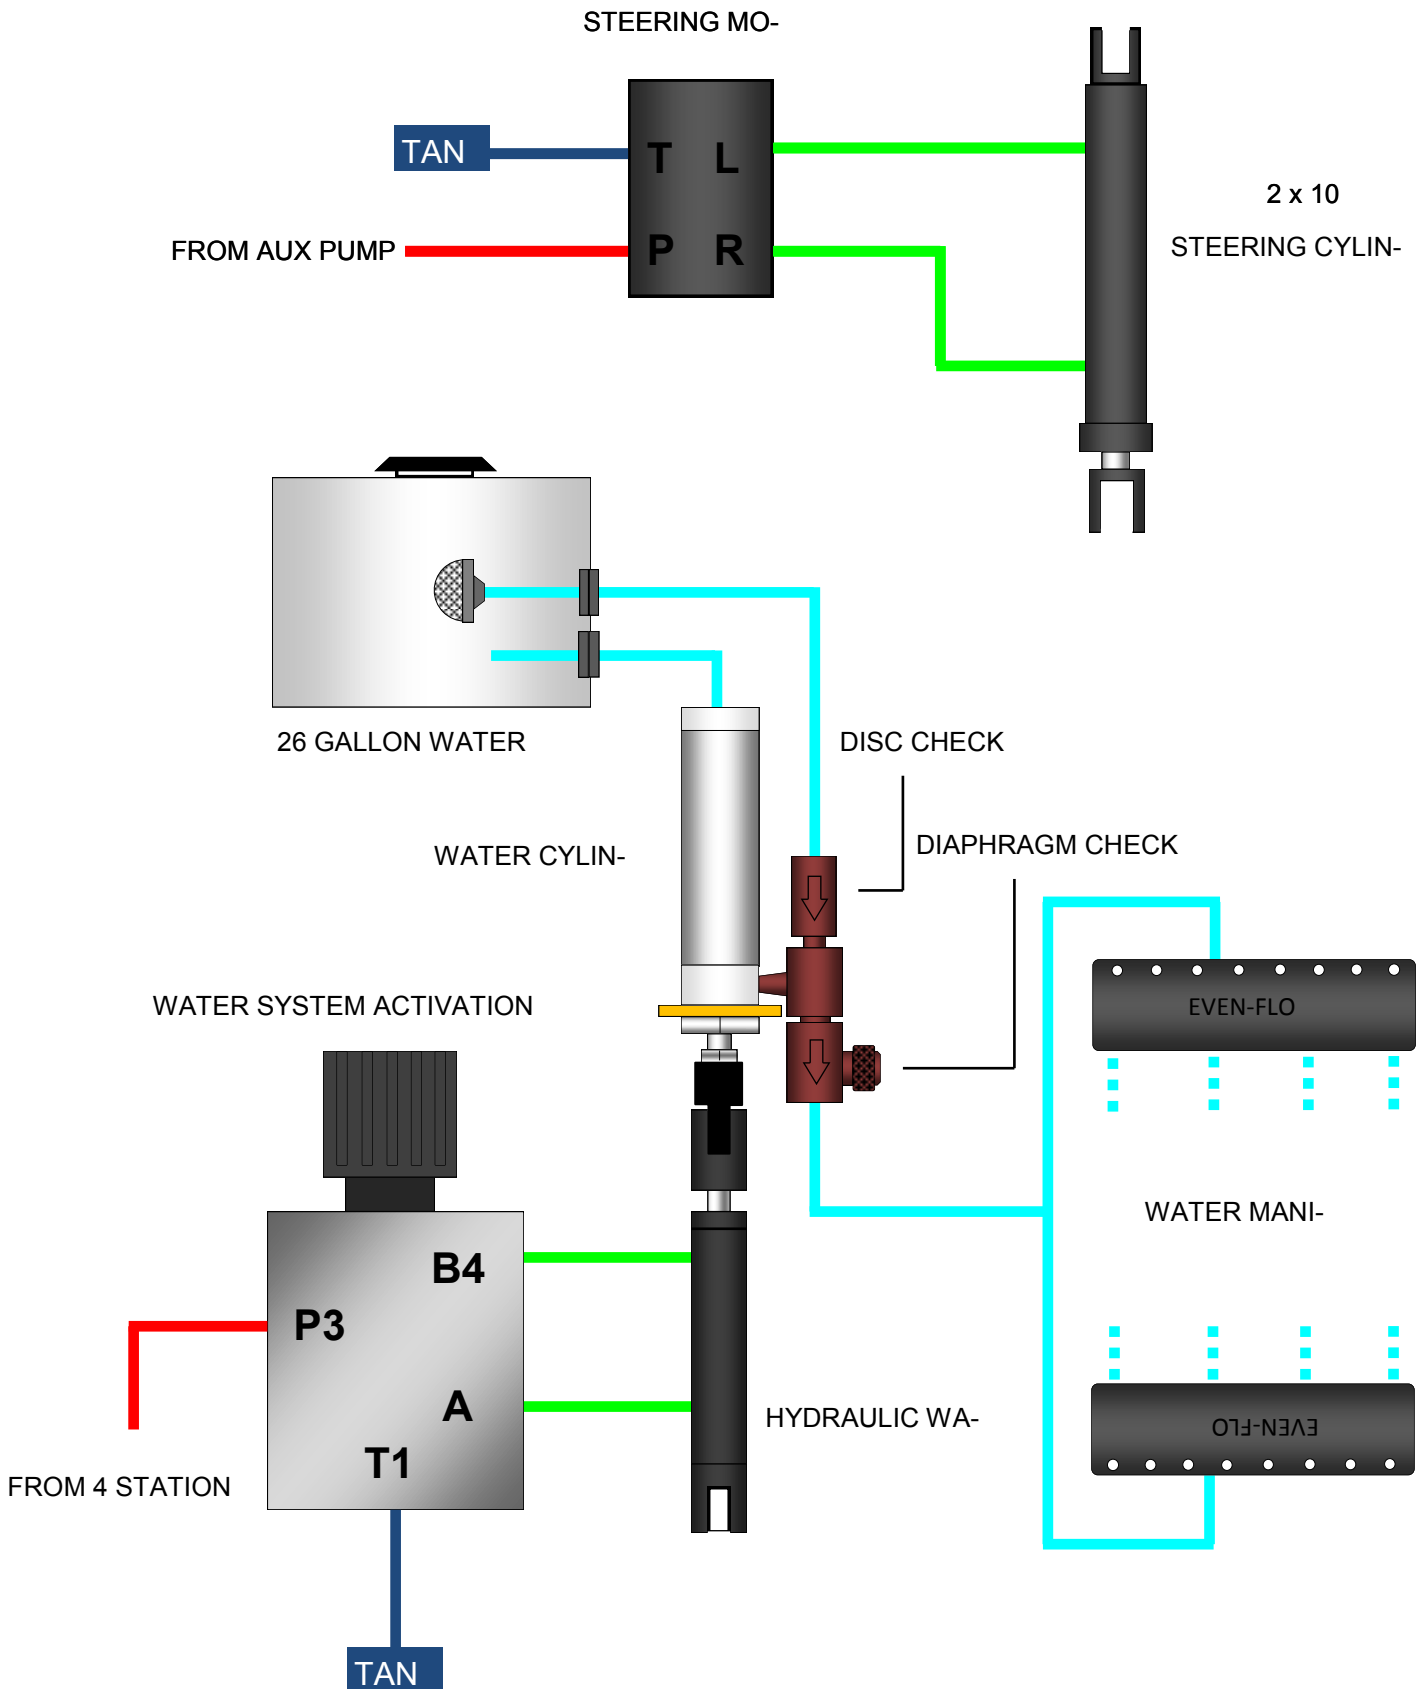 STEERING MO-
TAN
T L
FROM AUX PUMP
P R
2 x 10
STEERING CYLIN-
26 GALLON WATER
DISC CHECK
WATER CYLIN-
DIAPHRAGM CHECK
WATER SYSTEM ACTIVATION
EVEN-FLO
WATER MANI-
B4
P3
A
T1
HYDRAULIC WA-
EVEN-FLO
FROM 4 STATION
TAN